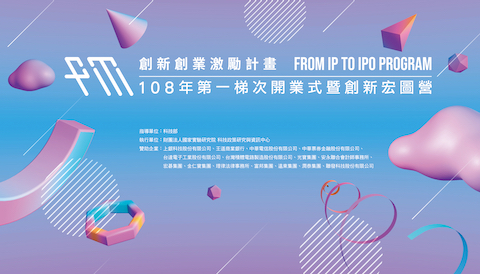 創新創業激勵計畫 FROM IP TO IPO PROGRAM
108年第一梯次開業式暨創新宏圖營
指導單位：科技部
執行單位：財團法人國家實驗研究院 科技政策研究與資訊中心
贊助企業：上銀科技股份有限公司、王道商業銀行、中華電信股份有限公司、中華票券金融股份有限公司、
台達電子工業股份有限公司、台灣積體電路製造股份有限公司、光寶集團、安永聯合會計師事務所、
宏碁集團、金仁寶集團、理律法律事務所、富邦集團、遠東集團、潤泰集團、聯發科技股份有限公司